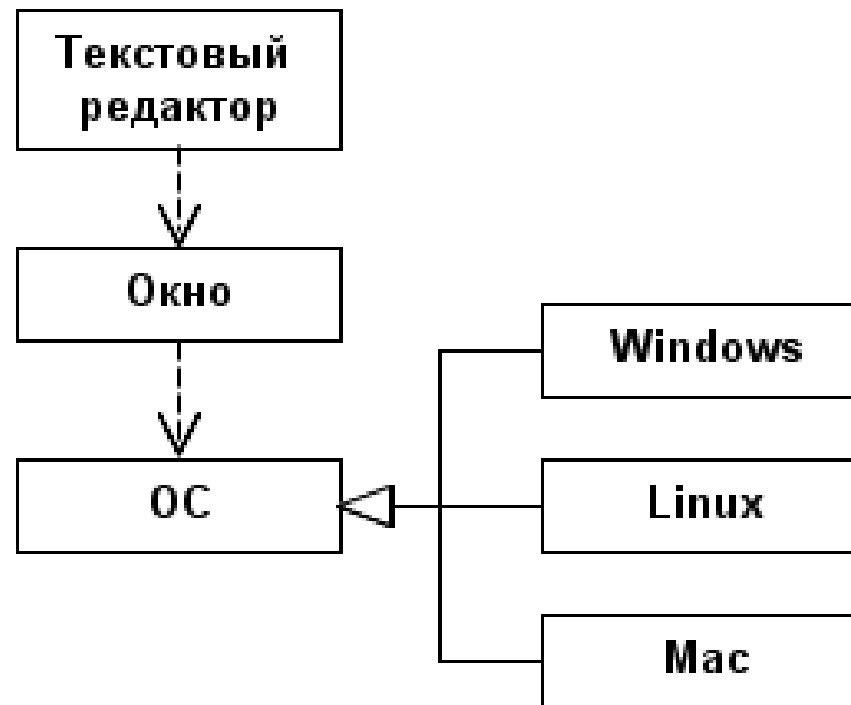 Текстовый
редактор
Окно
ОС
Windows
Linux
Mac